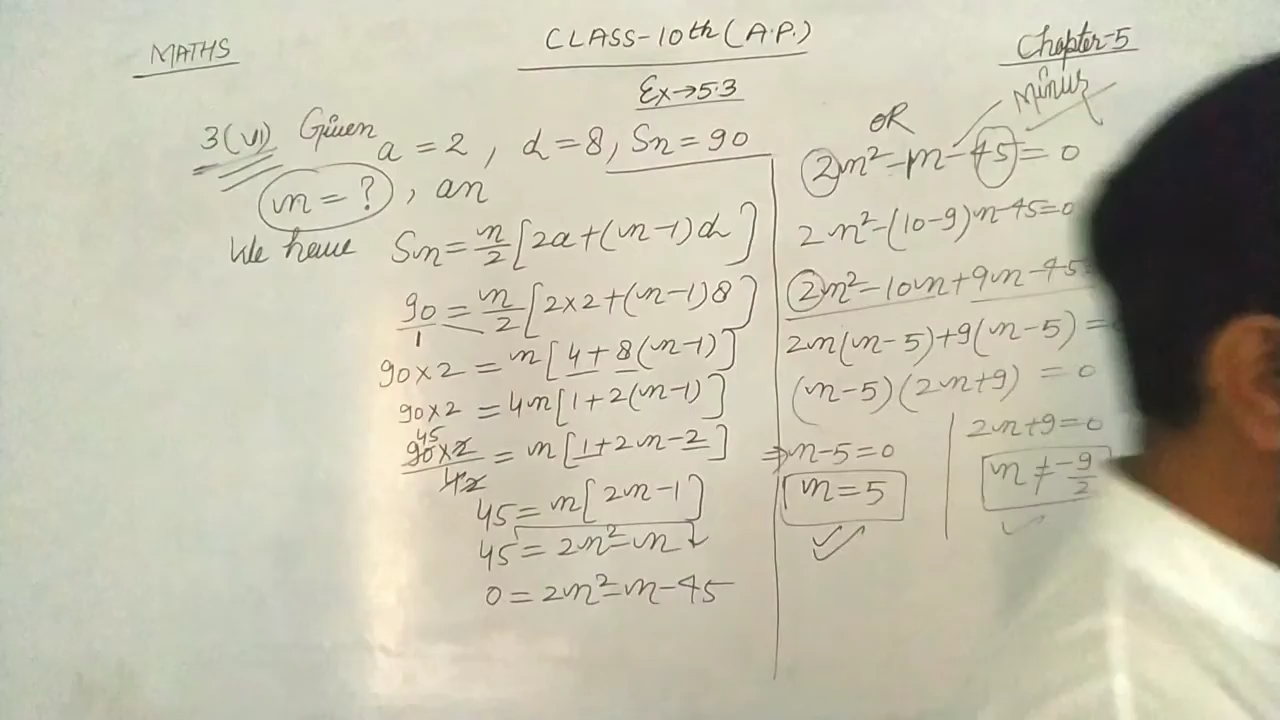 MATHS
CLASS-10th (A.P.)
Chapter-5
Ex→5.3
3(VI) Given a = 2, d = 8, Sn = 90
n = ?, an
We have Sn = n/2 [2a+(n-1)d]
90/1 = n/2 [2×2+(n-1)8]
90×2 = n[4+8(n-1)]
90×2 = 4n[1+2(n-1)]
45
90×2/4×2 = n[1+2n-2]
45 = n[2n-1]
45 = 2n²-n
0 = 2n²-n-45
OR
Minus
2n²-n-45 = 0
2n²-(10-9)n-45=0
2n²-10n+9n-45=
2n(n-5)+9(n-5)=
(n-5)(2n+9) = 0
⇒n-5=0
n=5
2n+9=0
n≠-9/2